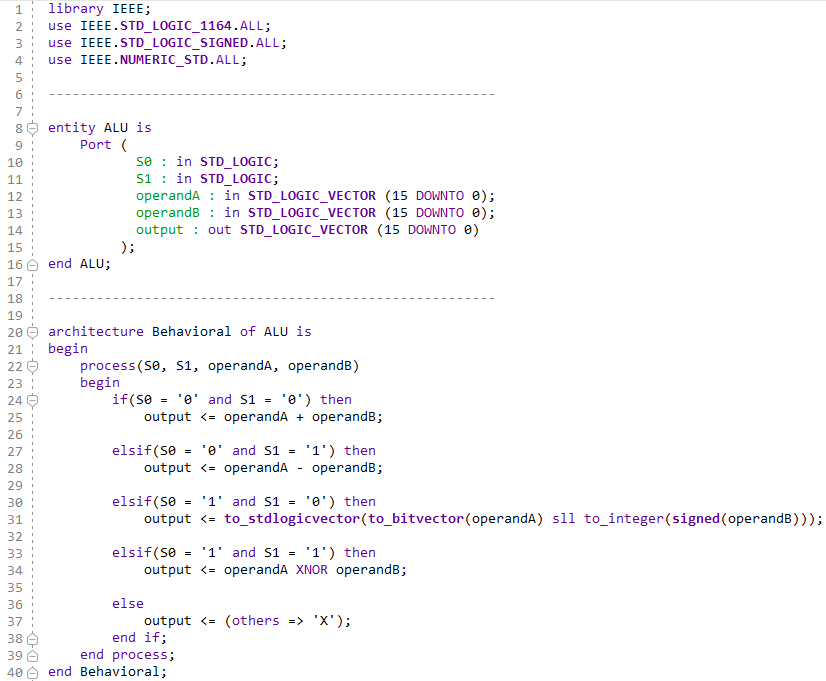 1 library IEEE;
2 use IEEE.STD_LOGIC_1164.ALL;
3 use IEEE.STD_LOGIC_SIGNED.ALL;
4 use IEEE.NUMERIC_STD.ALL;
5
6 --------------------------------------------------------
7
8 entity ALU is
9     Port (
10            S0 : in STD_LOGIC;
11            S1 : in STD_LOGIC;
12            operandA : in STD_LOGIC_VECTOR (15 DOWNTO 0);
13            operandB : in STD_LOGIC_VECTOR (15 DOWNTO 0);
14            output : out STD_LOGIC_VECTOR (15 DOWNTO 0)
15          );
16 end ALU;
17
18 --------------------------------------------------------
19
20 architecture Behavioral of ALU is
21 begin
22     process(S0, S1, operandA, operandB)
23     begin
24         if(S0 = '0' and S1 = '0') then
25             output <= operandA + operandB;
26
27         elsif(S0 = '0' and S1 = '1') then
28             output <= operandA - operandB;
29
30         elsif(S0 = '1' and S1 = '0') then
31             output <= to_stdlogicvector(to_bitvector(operandA) sll to_integer(signed(operandB)));
32
33         elsif(S0 = '1' and S1 = '1') then
34             output <= operandA XNOR operandB;
35
36         else
37             output <= (others => 'X');
38         end if;
39     end process;
40 end Behavioral;